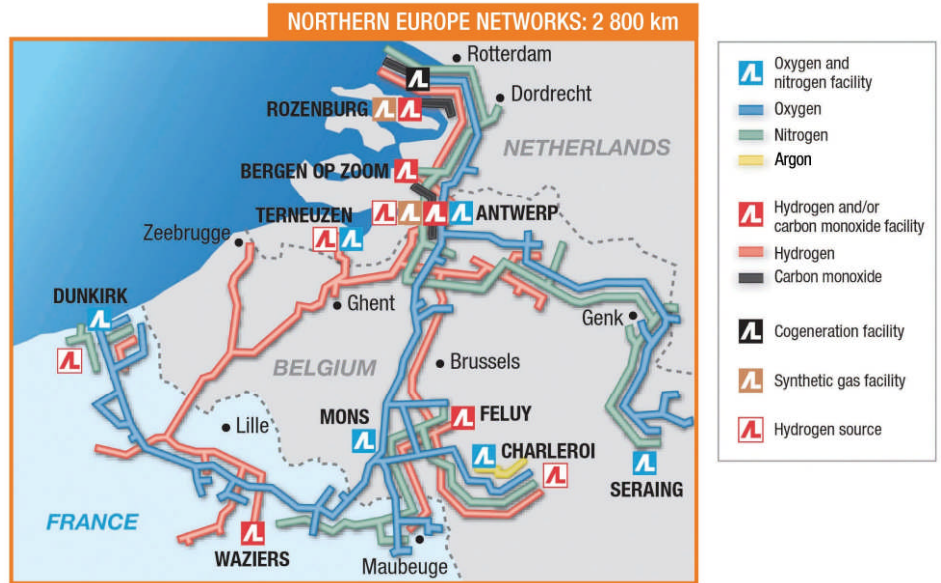 NORTHERN EUROPE NETWORKS: 2 800 km
Rotterdam
Dordrecht
ROZENBURG
NETHERLANDS
BERGEN OP ZOOM
TERNEUZEN
ANTWERP
Zeebrugge
DUNKIRK
Ghent
Genk
BELGIUM
Brussels
MONS
FELUY
Lille
CHARLEROI
SERAING
FRANCE
WAZIERS
Maubeuge
Oxygen and
nitrogen facility
Oxygen
Nitrogen
Argon
Hydrogen and/or
carbon monoxide facility
Hydrogen
Carbon monoxide
Cogeneration facility
Synthetic gas facility
Hydrogen source